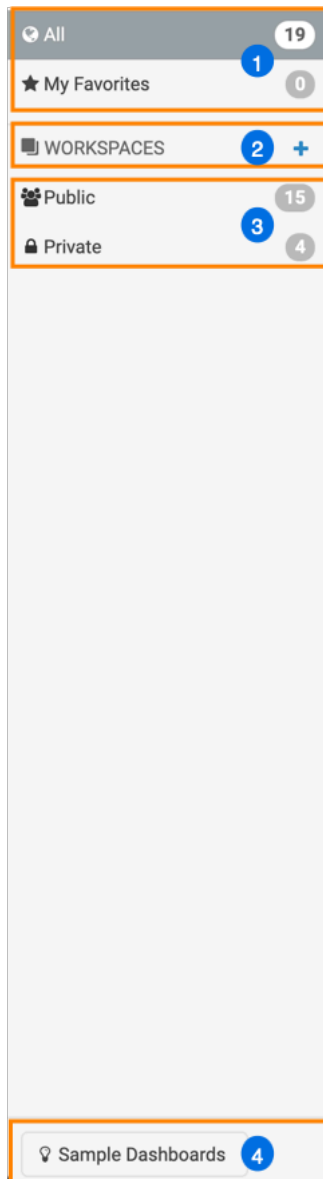 All 19
1
My Favorites 0
WORKSPACES 2 +
Public 15
3
Private 4
Sample Dashboards 4